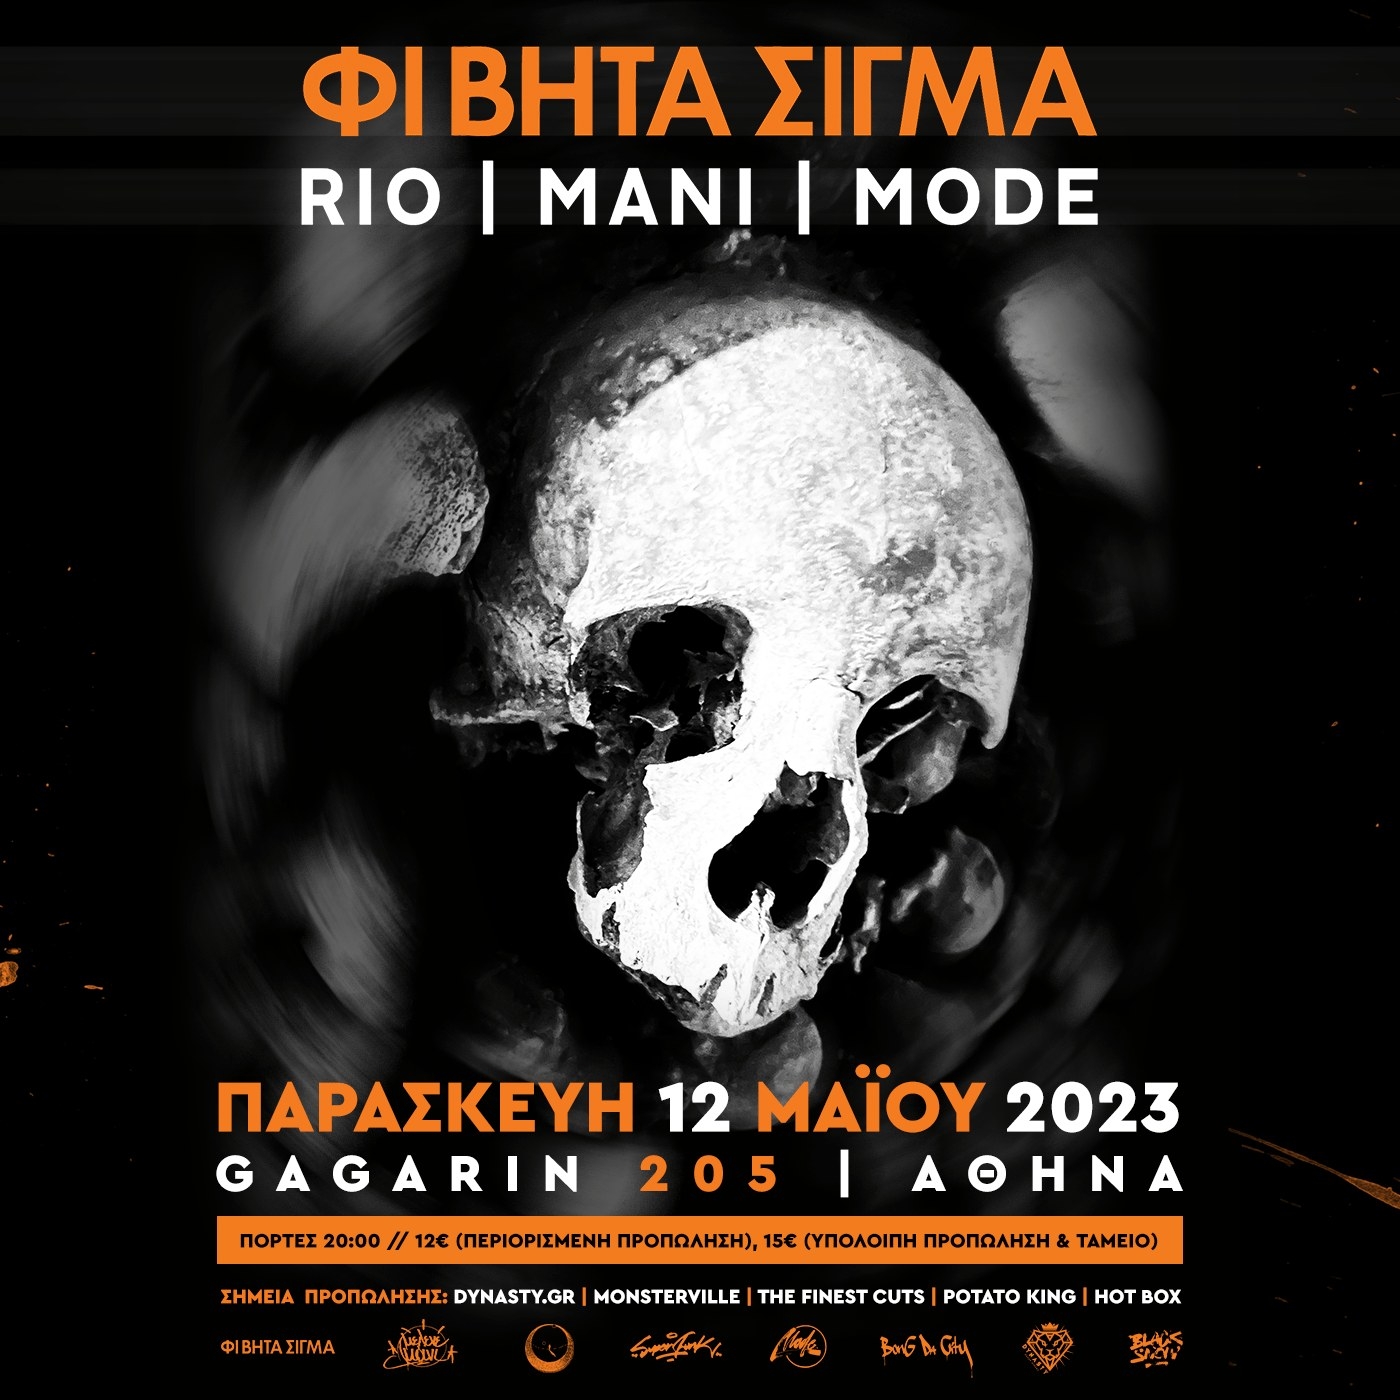 ΦΙ ΒΗΤΑ ΣΙΓΜΑ
RIO | MANI | MODE
ΠΑΡΑΣΚΕΥΗ 12 ΜΑΪΟΥ 2023
GAGARIN 205 | ΑΘΗΝΑ
ΠΟΡΤΕΣ 20:00 // 12€ (ΠΕΡΙΟΡΙΣΜΕΝΗ ΠΡΟΠΩΛΗΣΗ), 15€ (ΥΠΟΛΟΙΠΗ ΠΡΟΠΩΛΗΣΗ & ΤΑΜΕΙΟ)
ΣΗΜΕΙΑ ΠΡΟΠΩΛΗΣΗΣ: DYNASTY.GR | MONSTERVILLE | THE FINEST CUTS | POTATO KING | HOT BOX
ΦΙ ΒΗΤΑ ΣΙΓΜΑ Mode BONG DA CITY DYNASTY